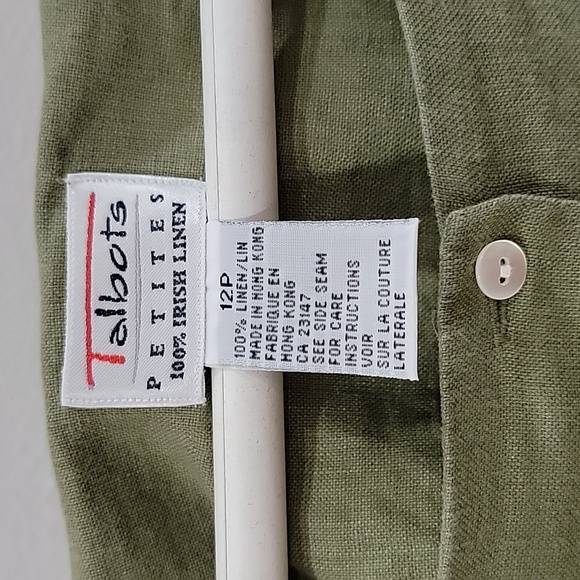 Talbots
PETITES
100% IRISH LINEN
12P
100% LINEN/LIN
MADE IN HONG KONG
FABRIQUE EN
HONG KONG
CA 23147
SEE SIDE SEAM
FOR CARE
INSTRUCTIONS
VOIR
SUR LA COUTURE
LATERALE